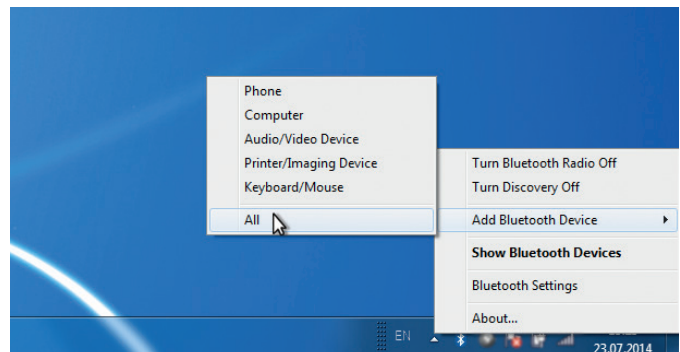 Phone
Computer
Audio/Video Device
Printer/Imaging Device
Keyboard/Mouse
All
Turn Bluetooth Radio Off
Turn Discovery Off
Add Bluetooth Device
Show Bluetooth Devices
Bluetooth Settings
About...
EN
23.07.2014